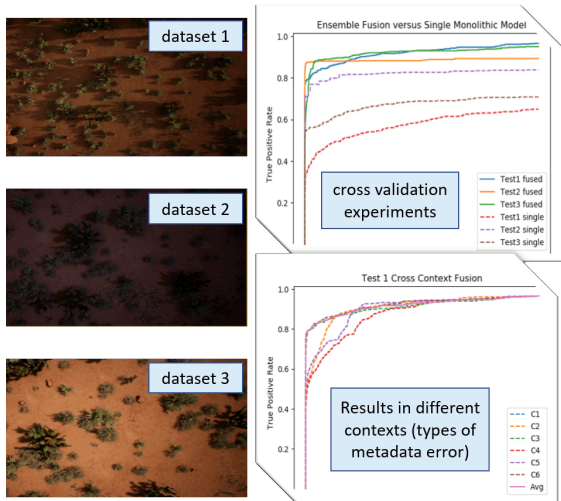 dataset 1
dataset 2
dataset 3
Ensemble Fusion versus Single Monolithic Model
True Positive Rate
1.0
0.8
0.6
0.4
0.2
cross validation
experiments
Test1 fused
Test2 fused
Test3 fused
Test1 single
Test2 single
Test3 single
Test 1 Cross Context Fusion
True Positive Rate
1.0
0.8
0.6
0.4
0.2
Results in different
contexts (types of
metadata error)
C1
C2
C3
C4
C5
C6
Avg